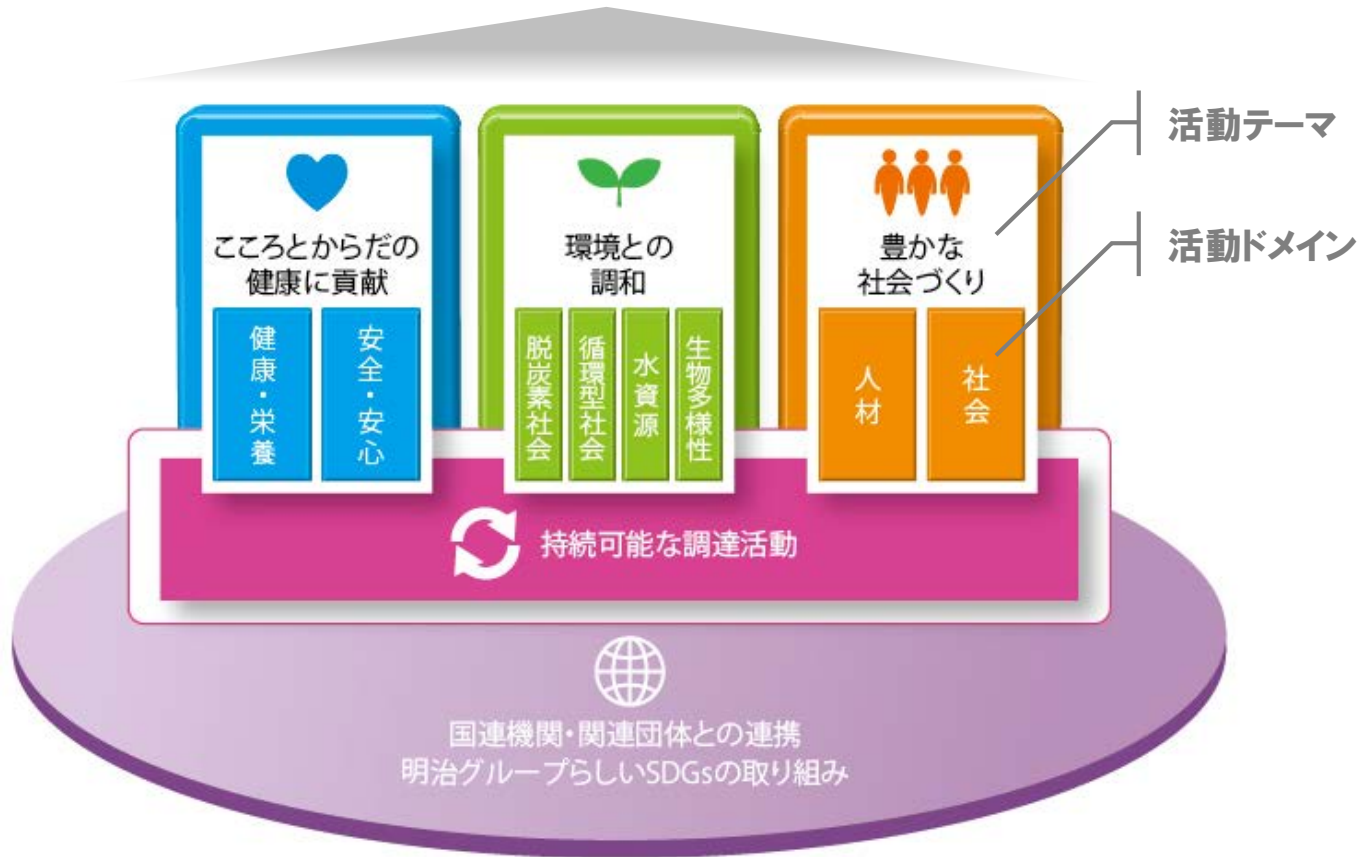 こころとからだの
健康に貢献
健康・栄養
安全・安心
環境との
調和
脱炭素社会
循環型社会
水資源
生物多様性
豊かな
社会づくり
人材
社会
活動テーマ
活動ドメイン
持続可能な調達活動
国連機関・関連団体との連携
明治グループらしいSDGsの取り組み